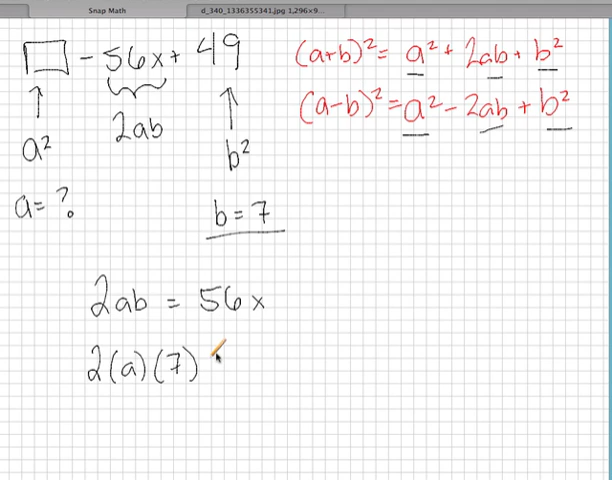 Snap Math
d_340_1336355341.jpg 1,296×9...
□ − 56x + 49
2ab
a²
b²
a = ?
b = 7
(a+b)² = a² + 2ab + b²
(a−b)² = a² − 2ab + b²
2ab = 56x
2(a)(7)